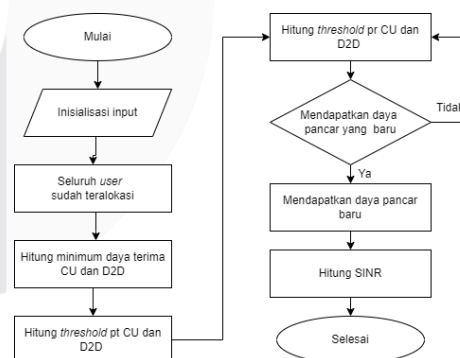 Mulai
Inisialisasi input
Seluruh user
sudah teralokasi
Hitung minimum daya terima
CU dan D2D
Hitung threshold pt CU dan
D2D
Hitung threshold pr CU dan
D2D
Mendapatkan daya
pancar yang baru
Tidak
Ya
Mendapatkan daya pancar
baru
Hitung SINR
Selesai